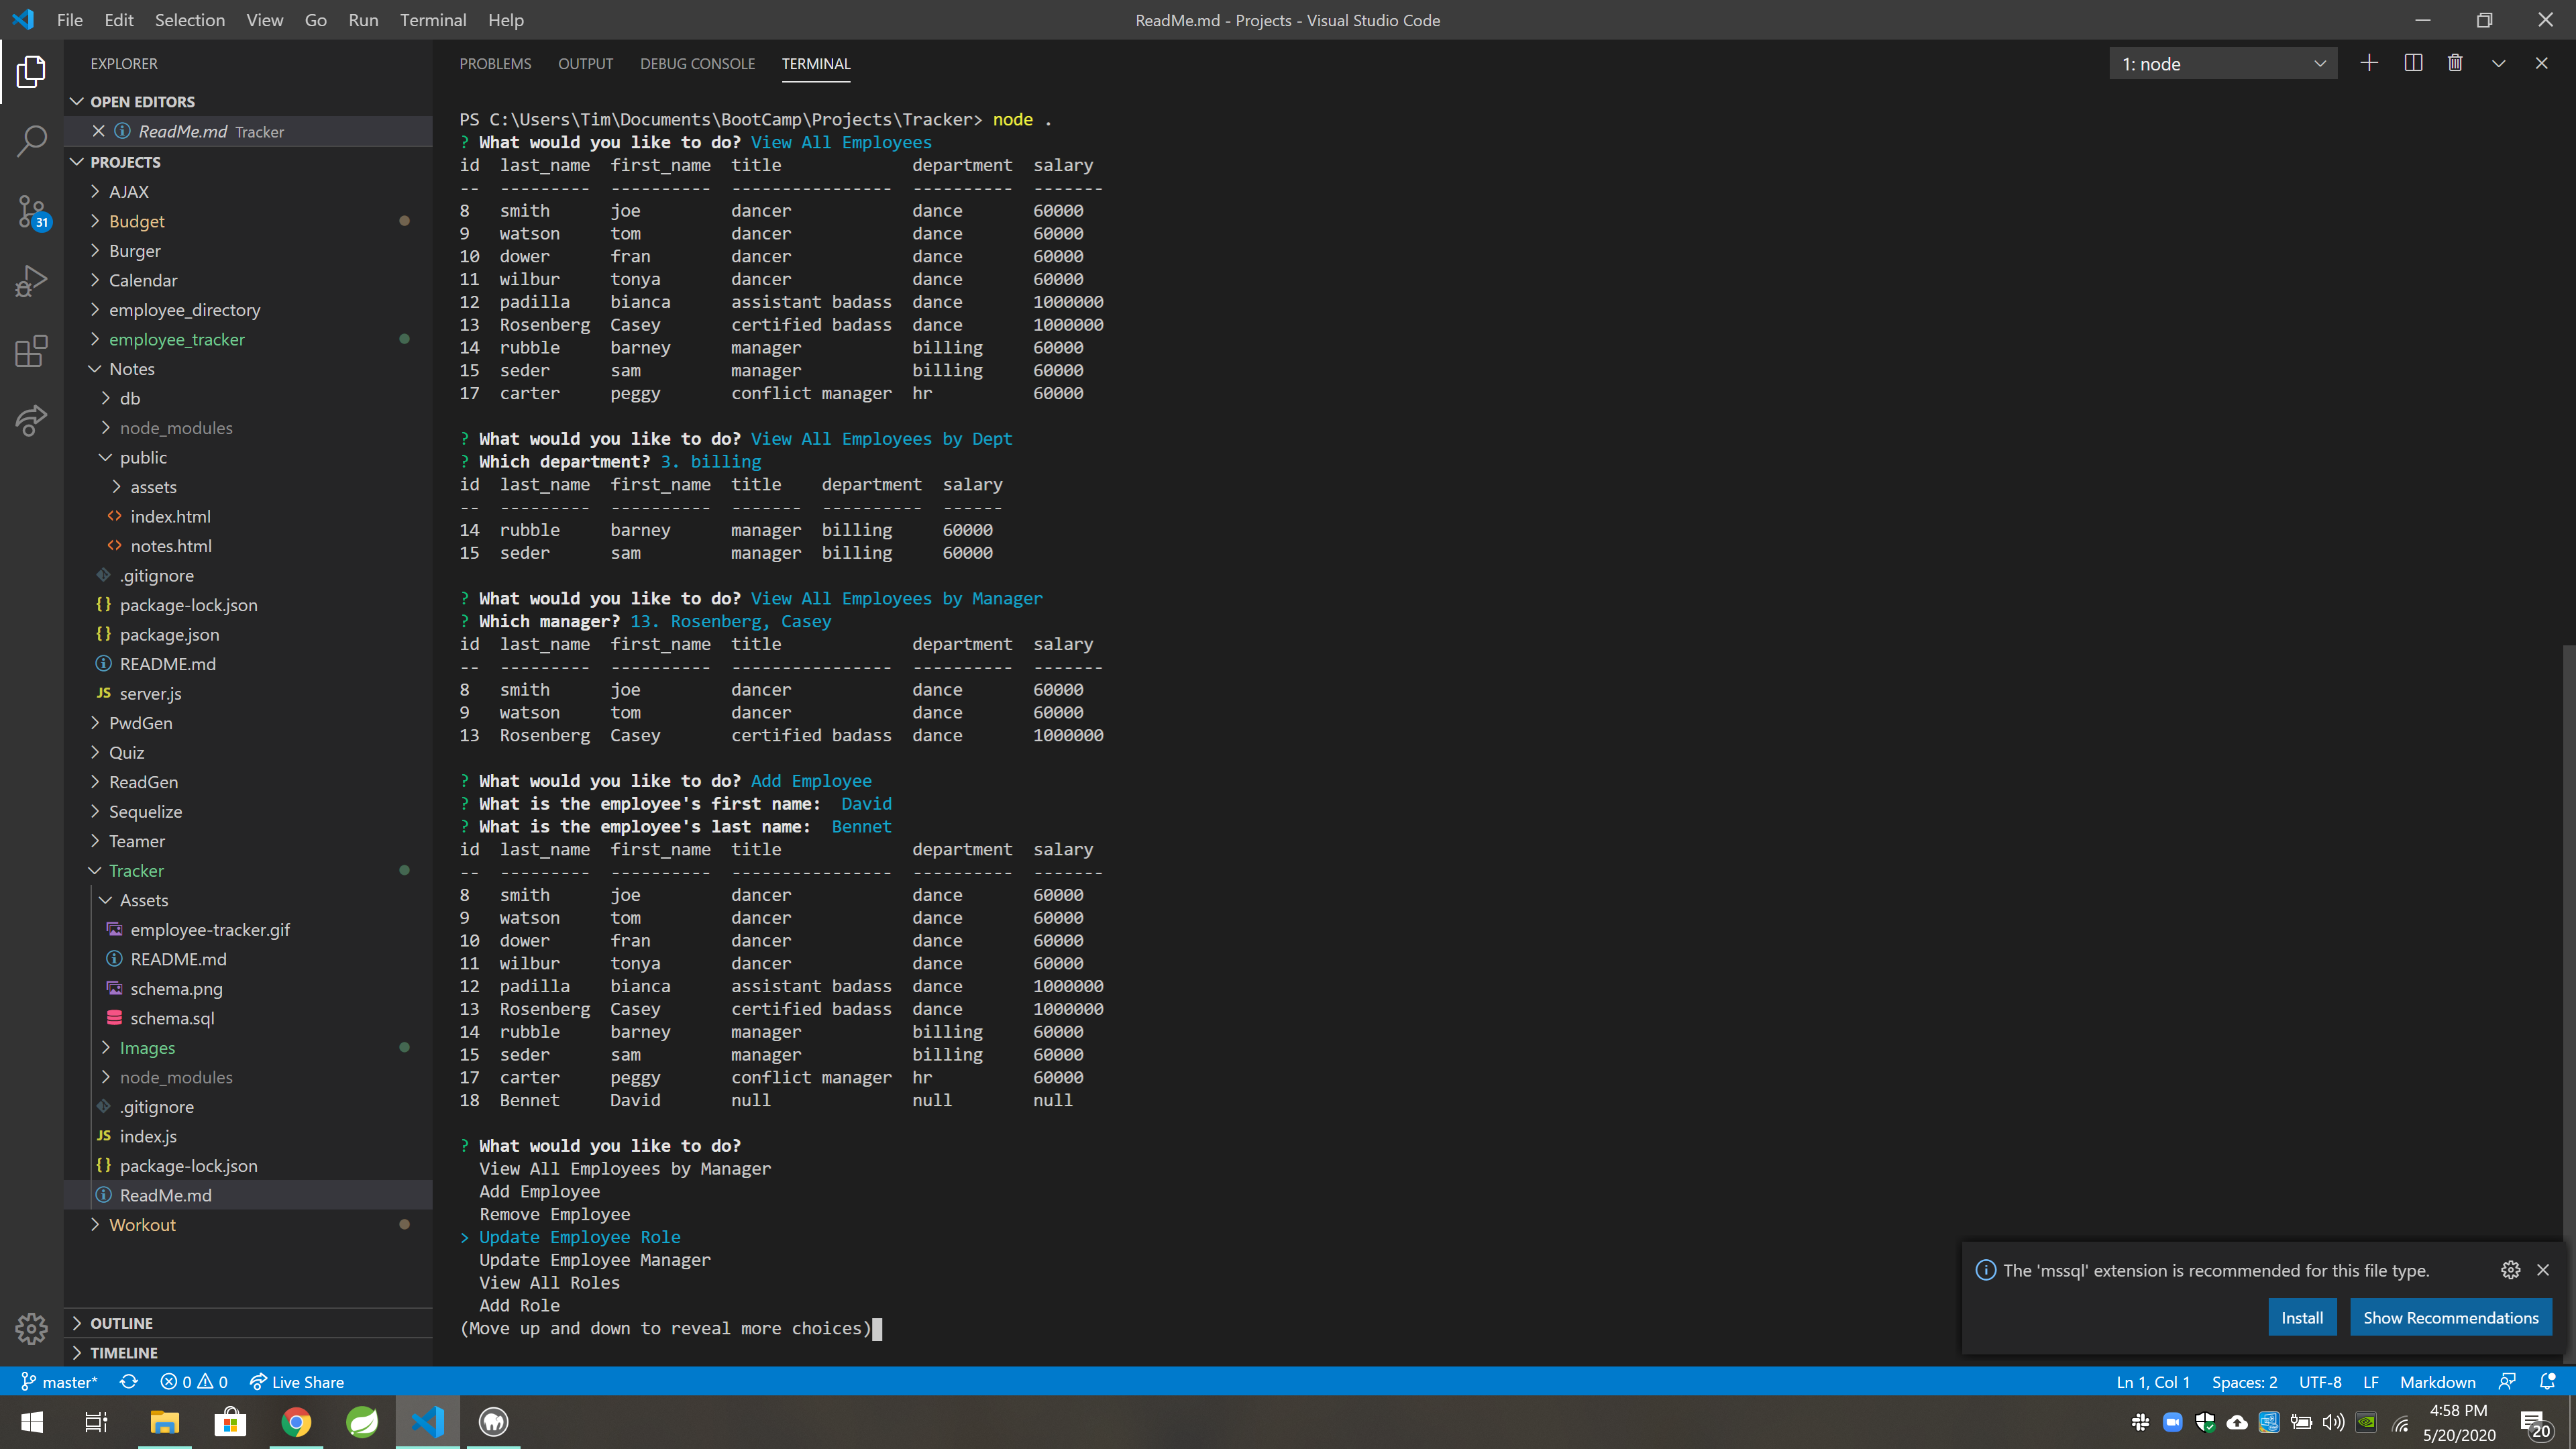 File Edit Selection View Go Run Terminal Help ReadMe.md - Projects - Visual Studio Code
EXPLORER
OPEN EDITORS
ReadMe.md Tracker
PROJECTS
AJAX
Budget
Burger
Calendar
employee_directory
employee_tracker
Notes
db
node_modules
public
assets
index.html
notes.html
.gitignore
package-lock.json
package.json
README.md
JS server.js
PwdGen
Quiz
ReadGen
Sequelize
Teamer
Tracker
Assets
employee-tracker.gif
README.md
schema.png
schema.sql
Images
node_modules
.gitignore
JS index.js
package-lock.json
ReadMe.md
Workout
OUTLINE
TIMELINE
31
PROBLEMS OUTPUT DEBUG CONSOLE TERMINAL 1: node
PS C:\Users\Tim\Documents\BootCamp\Projects\Tracker> node .
? What would you like to do? View All Employees
id last_name first_name title department salary
-- --------- ---------- ---------------- ---------- -------
8 smith joe dancer dance 60000
9 watson tom dancer dance 60000
10 dower fran dancer dance 60000
11 wilbur tonya dancer dance 60000
12 padilla bianca assistant badass dance 1000000
13 Rosenberg Casey certified badass dance 1000000
14 rubble barney manager billing 60000
15 seder sam manager billing 60000
17 carter peggy conflict manager hr 60000
? What would you like to do? View All Employees by Dept
? Which department? 3. billing
id last_name first_name title department salary
-- --------- ---------- ------- ---------- ------
14 rubble barney manager billing 60000
15 seder sam manager billing 60000
? What would you like to do? View All Employees by Manager
? Which manager? 13. Rosenberg, Casey
id last_name first_name title department salary
-- --------- ---------- ---------------- ---------- -------
8 smith joe dancer dance 60000
9 watson tom dancer dance 60000
13 Rosenberg Casey certified badass dance 1000000
? What would you like to do? Add Employee
? What is the employee's first name: David
? What is the employee's last name: Bennet
id last_name first_name title department salary
-- --------- ---------- ---------------- ---------- -------
8 smith joe dancer dance 60000
9 watson tom dancer dance 60000
10 dower fran dancer dance 60000
11 wilbur tonya dancer dance 60000
12 padilla bianca assistant badass dance 1000000
13 Rosenberg Casey certified badass dance 1000000
14 rubble barney manager billing 60000
15 seder sam manager billing 60000
17 carter peggy conflict manager hr 60000
18 Bennet David null null null
? What would you like to do?
View All Employees by Manager
Add Employee
Remove Employee
> Update Employee Role
Update Employee Manager
View All Roles
Add Role
(Move up and down to reveal more choices)
The 'mssql' extension is recommended for this file type.
Install Show Recommendations
master* 0 0 Live Share Ln 1, Col 1 Spaces: 2 UTF-8 LF Markdown
4:58 PM
5/20/2020
20